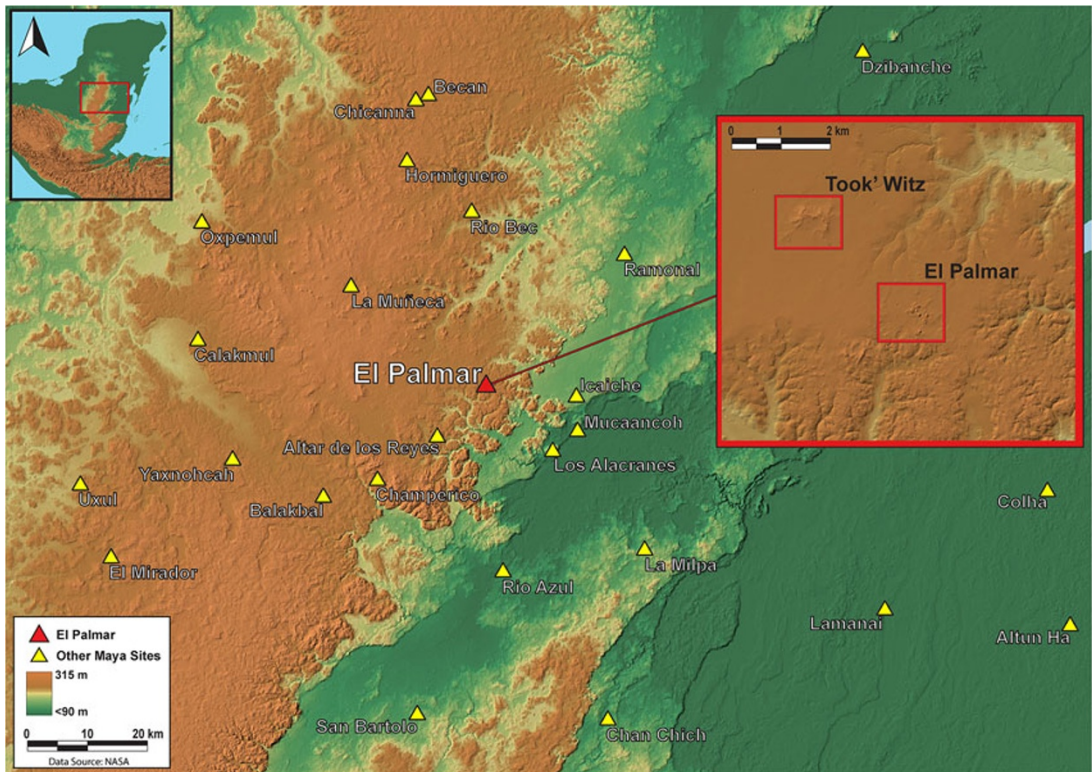 Dzibanche
Becan
Chicanna
0 1 2 km
Hormiguero
Took' Witz
Rio Bec
Oxpemul
Ramonal
El Palmar
La Muñeca
Calakmul
El Palmar
Icaiche
Mucaancoh
Altar de los Reyes
Los Alacranes
Yaxnohcah
Champerico
Uxul
Balakbal
Colha
El Mirador
La Milpa
Rio Azul
Lamanai
Altun Ha
El Palmar
Other Maya Sites
315 m
<90 m
0 10 20 km
Data Source: NASA
San Bartolo
Chan Chich